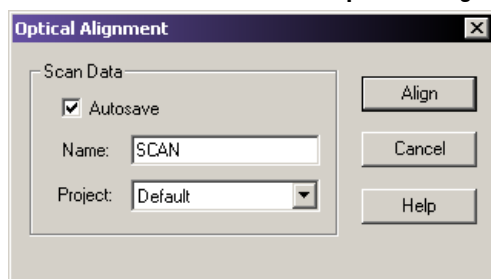 Optical Alignment
Scan Data
Autosave
Name: SCAN
Project: Default
Align
Cancel
Help